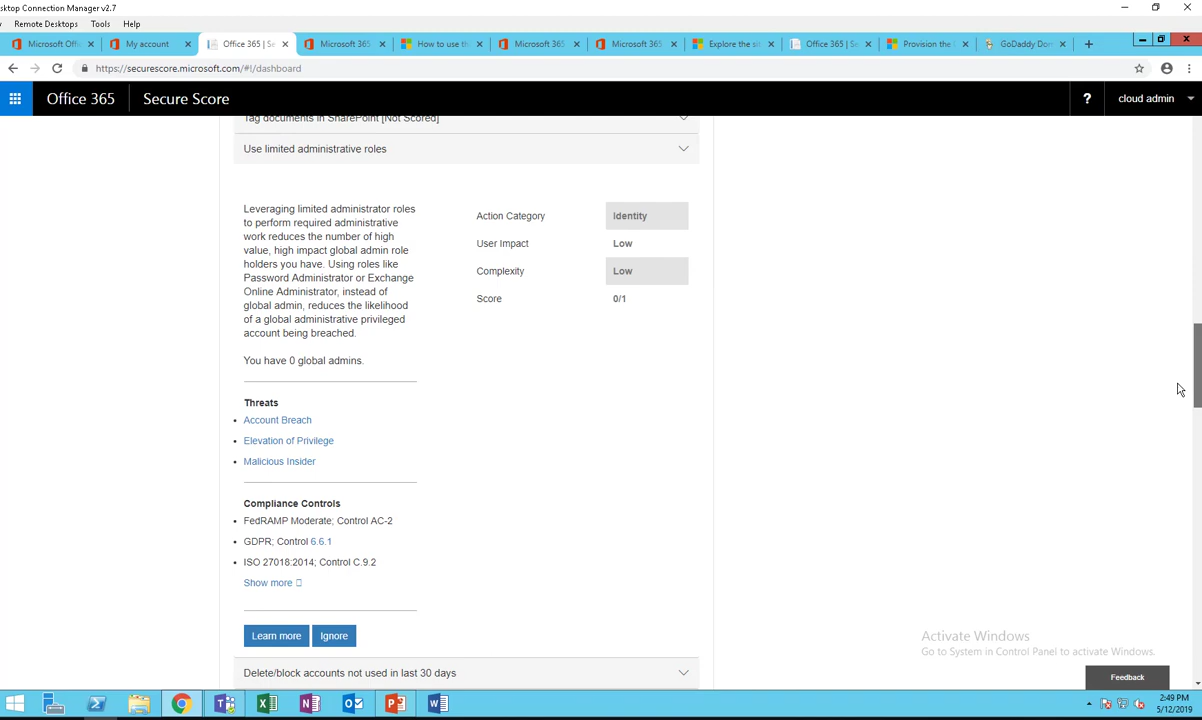 sktop Connection Manager v2.7
Remote Desktops Tools Help
Microsoft Offi
My account
Office 365 | Se
Microsoft 365
How to use th
Microsoft 365
Microsoft 365
Explore the si
Office 365 | Se
Provision the
GoDaddy Dom
https://securescore.microsoft.com/#!/dashboard
Office 365
Secure Score
?
cloud admin
Tag documents in SharePoint [Not Scored]
Use limited administrative roles
Leveraging limited administrator roles
to perform required administrative
work reduces the number of high
value, high impact global admin role
holders you have. Using roles like
Password Administrator or Exchange
Online Administrator, instead of
global admin, reduces the likelihood
of a global administrative privileged
account being breached.
You have 0 global admins.
Action Category Identity
User Impact Low
Complexity Low
Score 0/1
Threats
• Account Breach
• Elevation of Privilege
• Malicious Insider
Compliance Controls
• FedRAMP Moderate; Control AC-2
• GDPR; Control 6.6.1
• ISO 27018:2014; Control C.9.2
Show more
Learn more Ignore
Delete/block accounts not used in last 30 days
Activate Windows
Go to System in Control Panel to activate Windows.
Feedback
2:49 PM
5/12/2019